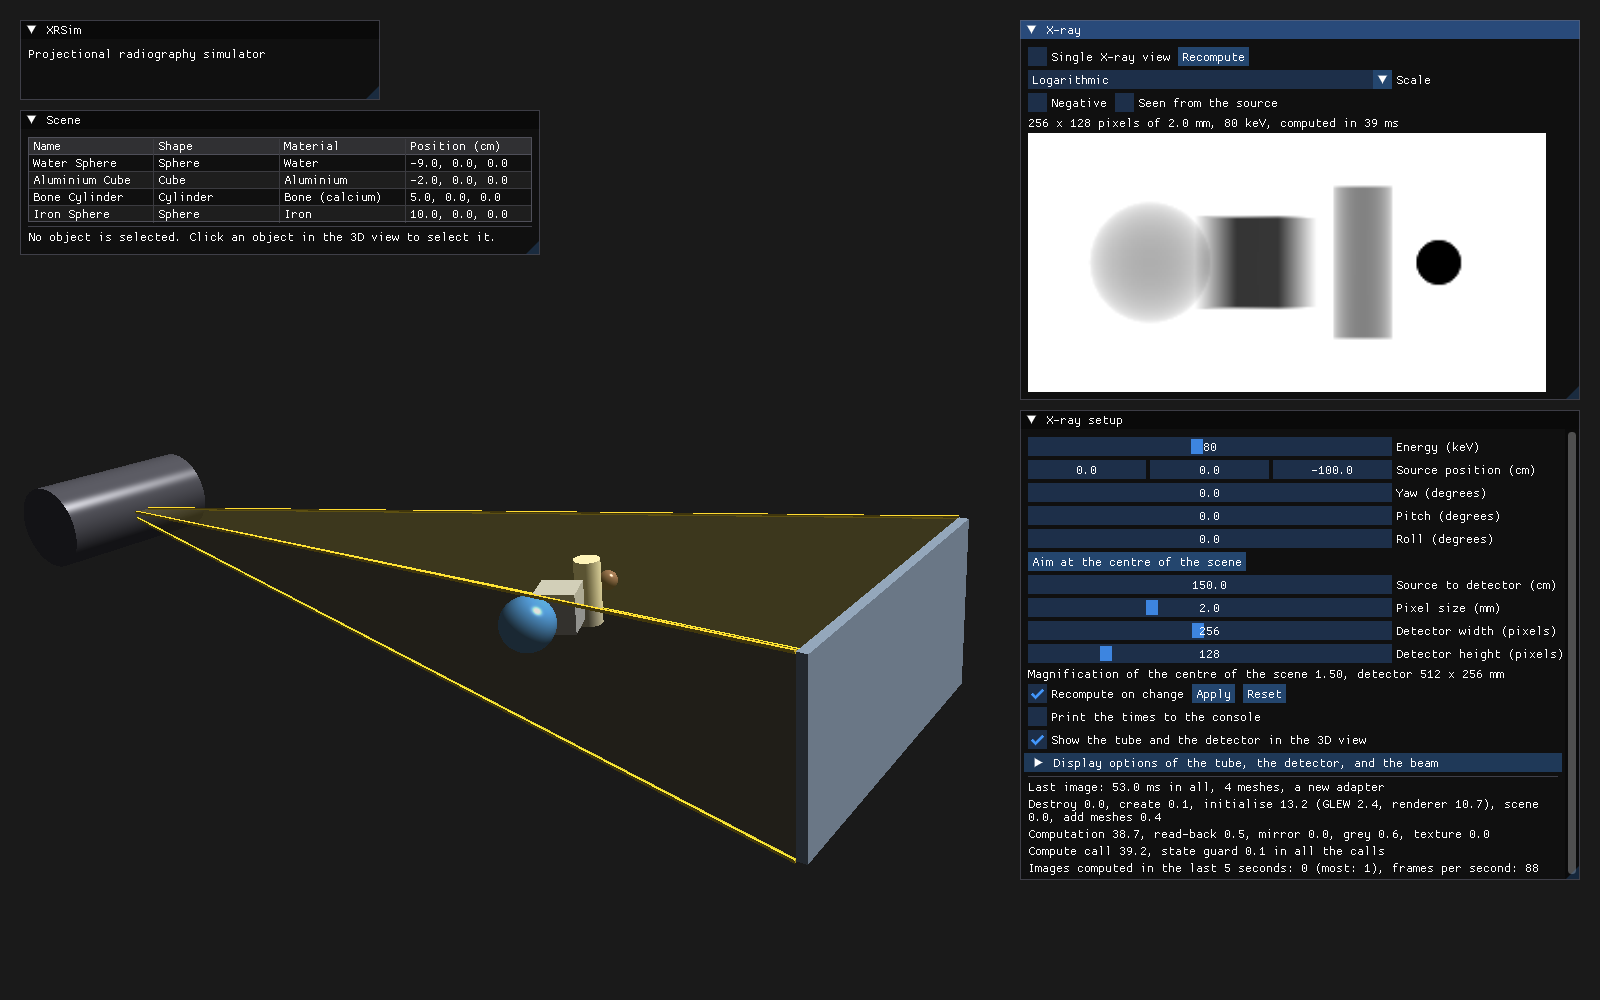 XRSim
Projectional radiography simulator
Scene
Name Shape Material Position (cm)
Water Sphere Sphere Water -9.0, 0.0, 0.0
Aluminium Cube Cube Aluminium -2.0, 0.0, 0.0
Bone Cylinder Cylinder Bone (calcium) 5.0, 0.0, 0.0
Iron Sphere Sphere Iron 10.0, 0.0, 0.0
No object is selected. Click an object in the 3D view to select it.
X-ray
Single X-ray view Recompute
Logarithmic Scale
Negative Seen from the source
256 x 128 pixels of 2.0 mm, 80 keV, computed in 39 ms
X-ray setup
80 Energy (keV)
0.0 0.0 -100.0 Source position (cm)
0.0 Yaw (degrees)
0.0 Pitch (degrees)
0.0 Roll (degrees)
Aim at the centre of the scene
150.0 Source to detector (cm)
2.0 Pixel size (mm)
256 Detector width (pixels)
128 Detector height (pixels)
Magnification of the centre of the scene 1.50, detector 512 x 256 mm
Recompute on change Apply Reset
Print the times to the console
Show the tube and the detector in the 3D view
Display options of the tube, the detector, and the beam
Last image: 53.0 ms in all, 4 meshes, a new adapter
Destroy 0.0, create 0.1, initialise 13.2 (GLEW 2.4, renderer 10.7), scene
0.0, add meshes 0.4
Computation 38.7, read-back 0.5, mirror 0.0, grey 0.6, texture 0.0
Compute call 39.2, state guard 0.1 in all the calls
Images computed in the last 5 seconds: 0 (most: 1), frames per second: 88